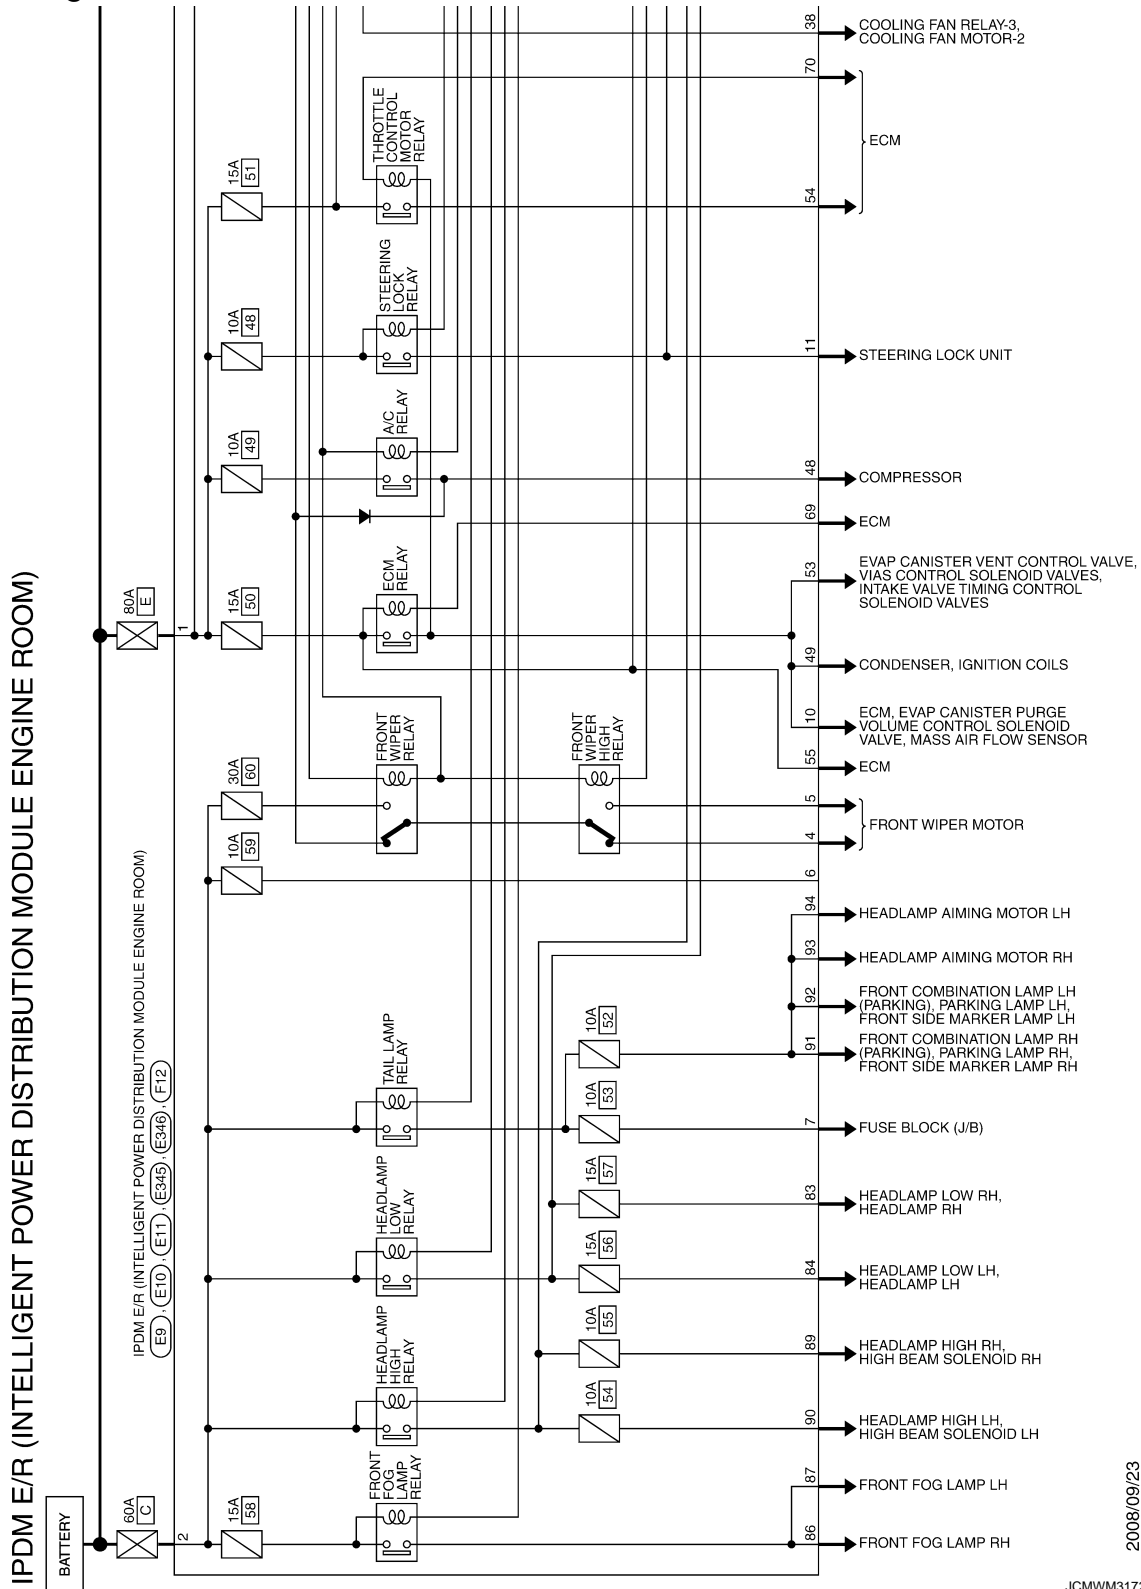 IPDM E/R (INTELLIGENT POWER DISTRIBUTION MODULE ENGINE ROOM)
BATTERY
60A
C
80A
E
IPDM E/R (INTELLIGENT POWER DISTRIBUTION MODULE ENGINE ROOM)
E9 , E10 , E11 , E345 , E346 , F12
2
1
15A
51
THROTTLE
CONTROL
MOTOR
RELAY
10A
48
STEERING
LOCK
RELAY
10A
49
A/C
RELAY
15A
50
ECM
RELAY
30A
60
FRONT
WIPER
RELAY
FRONT
WIPER
HIGH
RELAY
10A
59
TAIL LAMP
RELAY
10A
52
10A
53
HEADLAMP
LOW
RELAY
15A
57
15A
56
HEADLAMP
HIGH
RELAY
10A
55
10A
54
15A
58
FRONT
FOG
LAMP
RELAY
38
COOLING FAN RELAY-3,
COOLING FAN MOTOR-2
70
54
ECM
11
STEERING LOCK UNIT
48
COMPRESSOR
69
ECM
53
EVAP CANISTER VENT CONTROL VALVE,
VIAS CONTROL SOLENOID VALVES,
INTAKE VALVE TIMING CONTROL
SOLENOID VALVES
49
CONDENSER, IGNITION COILS
10
ECM, EVAP CANISTER PURGE
VOLUME CONTROL SOLENOID
VALVE, MASS AIR FLOW SENSOR
55
ECM
5
4
FRONT WIPER MOTOR
6
94
HEADLAMP AIMING MOTOR LH
93
HEADLAMP AIMING MOTOR RH
92
FRONT COMBINATION LAMP LH
(PARKING), PARKING LAMP LH,
FRONT SIDE MARKER LAMP LH
91
FRONT COMBINATION LAMP RH
(PARKING), PARKING LAMP RH,
FRONT SIDE MARKER LAMP RH
7
FUSE BLOCK (J/B)
83
HEADLAMP LOW RH,
HEADLAMP RH
84
HEADLAMP LOW LH,
HEADLAMP LH
89
HEADLAMP HIGH RH,
HIGH BEAM SOLENOID RH
90
HEADLAMP HIGH LH,
HIGH BEAM SOLENOID LH
87
FRONT FOG LAMP LH
86
FRONT FOG LAMP RH
2008/09/23